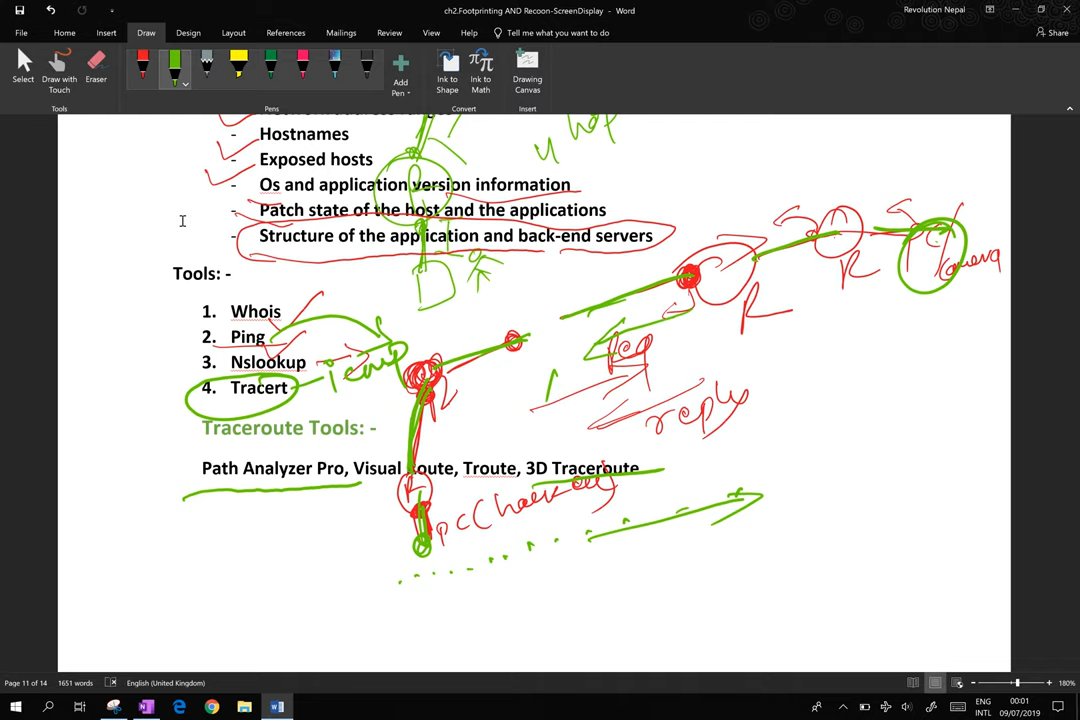 ch2.Footprinting AND Recoon-ScreenDisplay - Word
Revolution Nepal
File Home Insert Draw Design Layout References Mailings Review View Help Tell me what you want to do Share
Select Draw with Touch Eraser Add Pen Ink to Shape Ink to Math Drawing Canvas
Tools Pens Convert Insert
hop
4
- Hostnames
- Exposed hosts
- Os and application version information
- Patch state of the host and the applications
- Structure of the application and back-end servers
Tools: -
1. Whois
2. Ping
3. Nslookup
4. Tracert
icmp
D
R
R
R
req
reply
Traceroute Tools: -
Path Analyzer Pro, Visual Route, Troute, 3D Traceroute
R
PC
Page 11 of 14 1651 words English (United Kingdom) 180%
ENG 00:01
INTL 09/07/2019